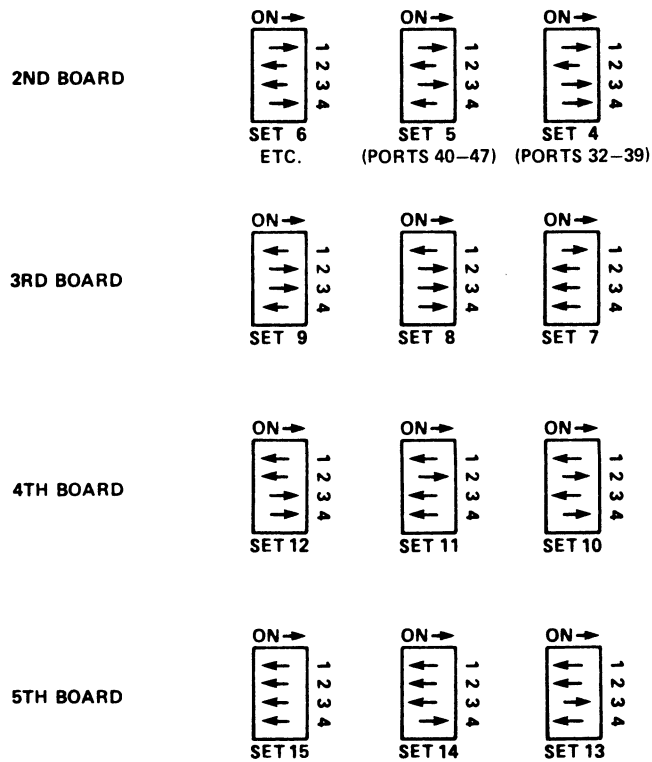 ON ON ON
2ND BOARD
1 2 3 4 1 2 3 4 1 2 3 4
SET 6 SET 5 SET 4
ETC. (PORTS 40–47) (PORTS 32–39)
ON ON ON
3RD BOARD
1 2 3 4 1 2 3 4 1 2 3 4
SET 9 SET 8 SET 7
ON ON ON
4TH BOARD
1 2 3 4 1 2 3 4 1 2 3 4
SET 12 SET 11 SET 10
ON ON ON
5TH BOARD
1 2 3 4 1 2 3 4 1 2 3 4
SET 15 SET 14 SET 13